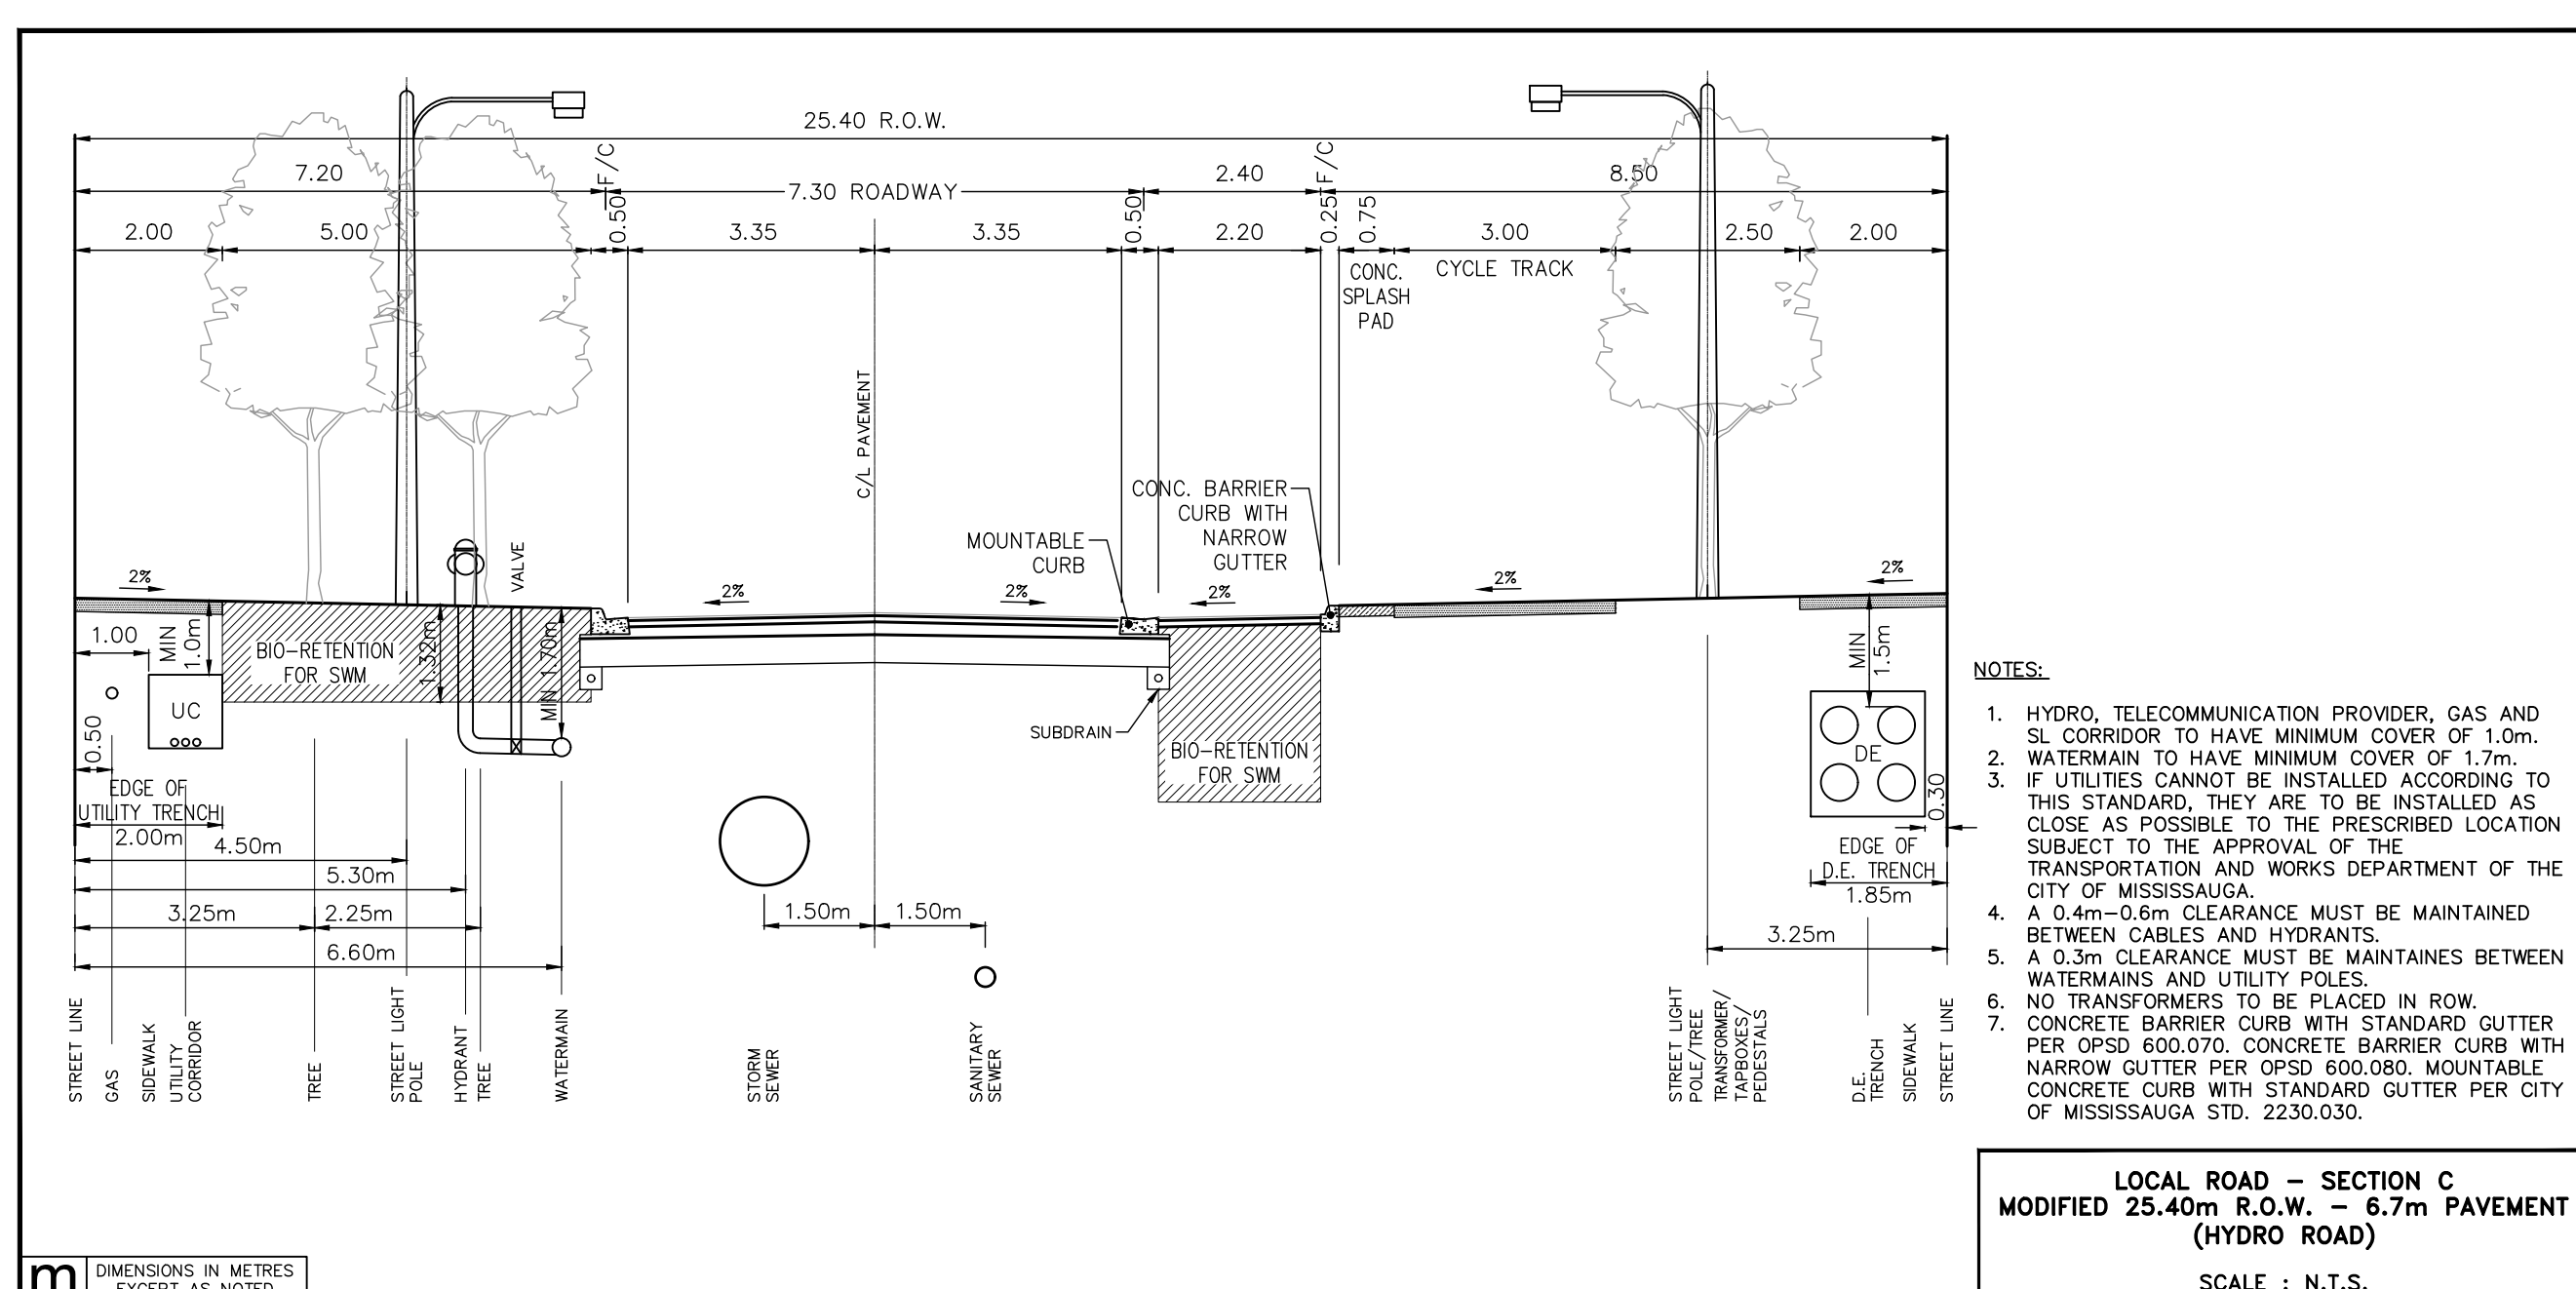 25.40 R.O.W.
7.20
F/C
7.30 ROADWAY
2.40
F/C
8.50
2.00
5.00
0.50
3.35
3.35
0.50
2.20
0.25
0.75
3.00
2.50
2.00
CONC.
SPLASH
PAD
CYCLE TRACK
C/L PAVEMENT
CONC. BARRIER
CURB WITH
NARROW
GUTTER
MOUNTABLE
CURB
VALVE
2%
2%
2%
2%
2%
2%
1.00
MIN
1.0m
BIO-RETENTION
FOR SWM
1.32m
MIN 1.70m
UC
0.50
SUBDRAIN
BIO-RETENTION
FOR SWM
MIN
1.5m
DE
0.30
EDGE OF
UTILITY TRENCH
2.00m
4.50m
5.30m
3.25m
2.25m
6.60m
1.50m
1.50m
EDGE OF
D.E. TRENCH
1.85m
3.25m
STREET LINE
GAS
SIDEWALK
UTILITY
CORRIDOR
TREE
STREET LIGHT
POLE
HYDRANT
TREE
WATERMAIN
STORM
SEWER
SANITARY
SEWER
STREET LIGHT
POLE/TREE
TRANSFORMER/
TAPBOXES/
PEDESTALS
D.E.
TRENCH
SIDEWALK
STREET LINE
NOTES:
1. HYDRO, TELECOMMUNICATION PROVIDER, GAS AND
SL CORRIDOR TO HAVE MINIMUM COVER OF 1.0m.
2. WATERMAIN TO HAVE MINIMUM COVER OF 1.7m.
3. IF UTILITIES CANNOT BE INSTALLED ACCORDING TO
THIS STANDARD, THEY ARE TO BE INSTALLED AS
CLOSE AS POSSIBLE TO THE PRESCRIBED LOCATION
SUBJECT TO THE APPROVAL OF THE
TRANSPORTATION AND WORKS DEPARTMENT OF THE
CITY OF MISSISSAUGA.
4. A 0.4m-0.6m CLEARANCE MUST BE MAINTAINED
BETWEEN CABLES AND HYDRANTS.
5. A 0.3m CLEARANCE MUST BE MAINTAINES BETWEEN
WATERMAINS AND UTILITY POLES.
6. NO TRANSFORMERS TO BE PLACED IN ROW.
7. CONCRETE BARRIER CURB WITH STANDARD GUTTER
PER OPSD 600.070. CONCRETE BARRIER CURB WITH
NARROW GUTTER PER OPSD 600.080. MOUNTABLE
CONCRETE CURB WITH STANDARD GUTTER PER CITY
OF MISSISSAUGA STD. 2230.030.
LOCAL ROAD - SECTION C
MODIFIED 25.40m R.O.W. - 6.7m PAVEMENT
(HYDRO ROAD)
SCALE : N.T.S.
m
DIMENSIONS IN METRES
EXCEPT AS NOTED